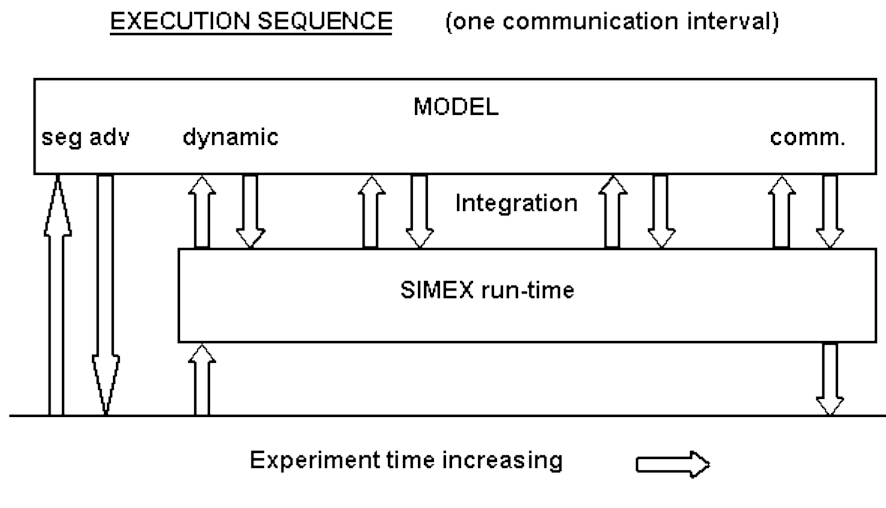 EXECUTION SEQUENCE (one communication interval)
MODEL
seg adv dynamic comm.
Integration
SIMEX run-time
Experiment time increasing